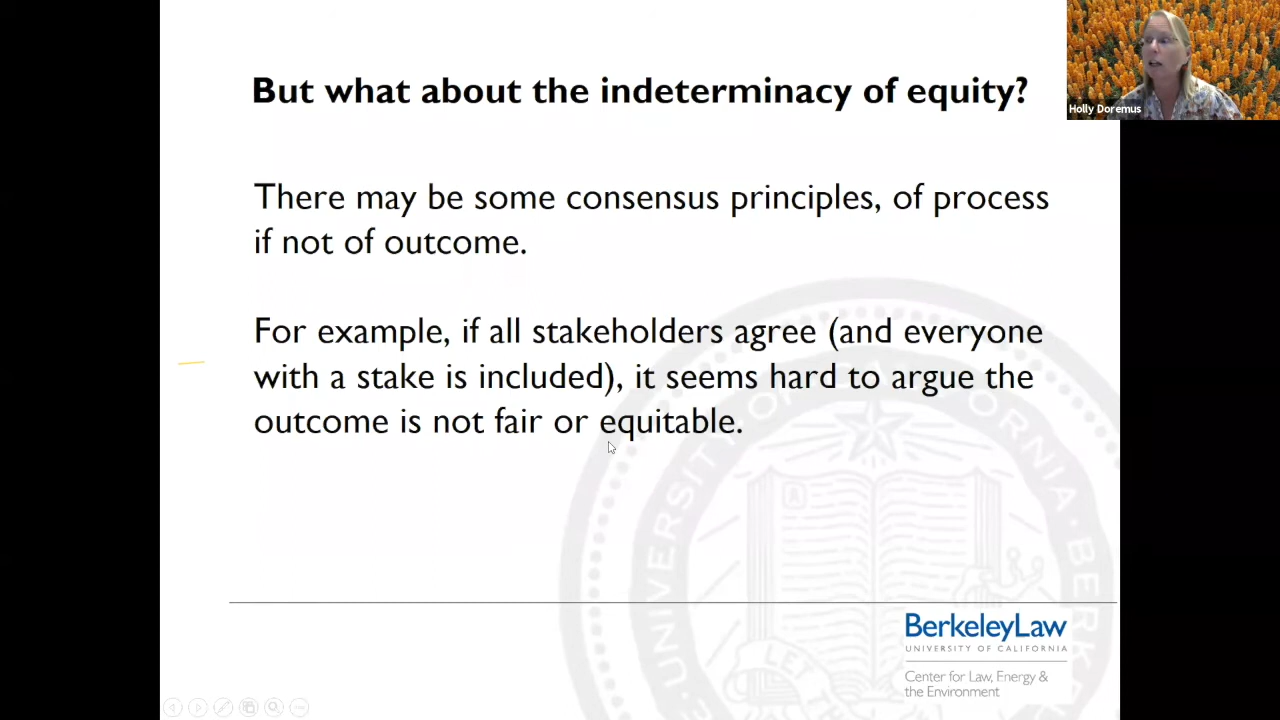 But what about the indeterminacy of equity?
Holly Doremus
There may be some consensus principles, of process
if not of outcome.
For example, if all stakeholders agree (and everyone
with a stake is included), it seems hard to argue the
outcome is not fair or equitable.
BerkeleyLaw
UNIVERSITY OF CALIFORNIA
Center for Law, Energy &
the Environment